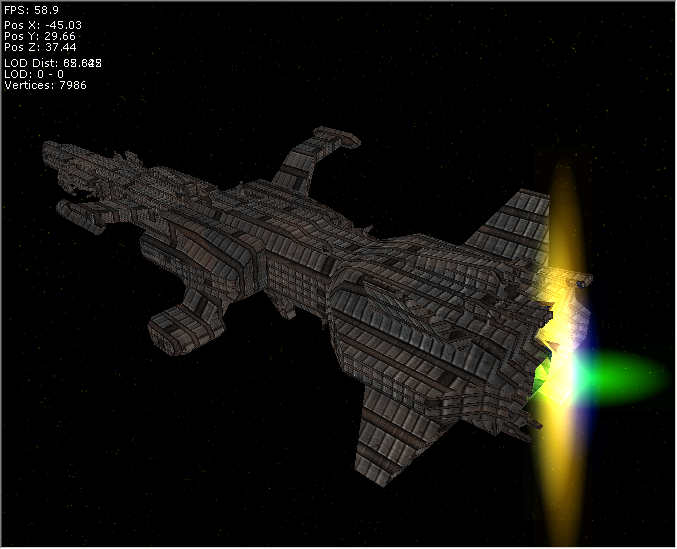 FPS: 58.9
Pos X: -45.03
Pos Y: 29.66
Pos Z: 37.44
LOD Dist:
LOD: 0 - 0
Vertices: 7986